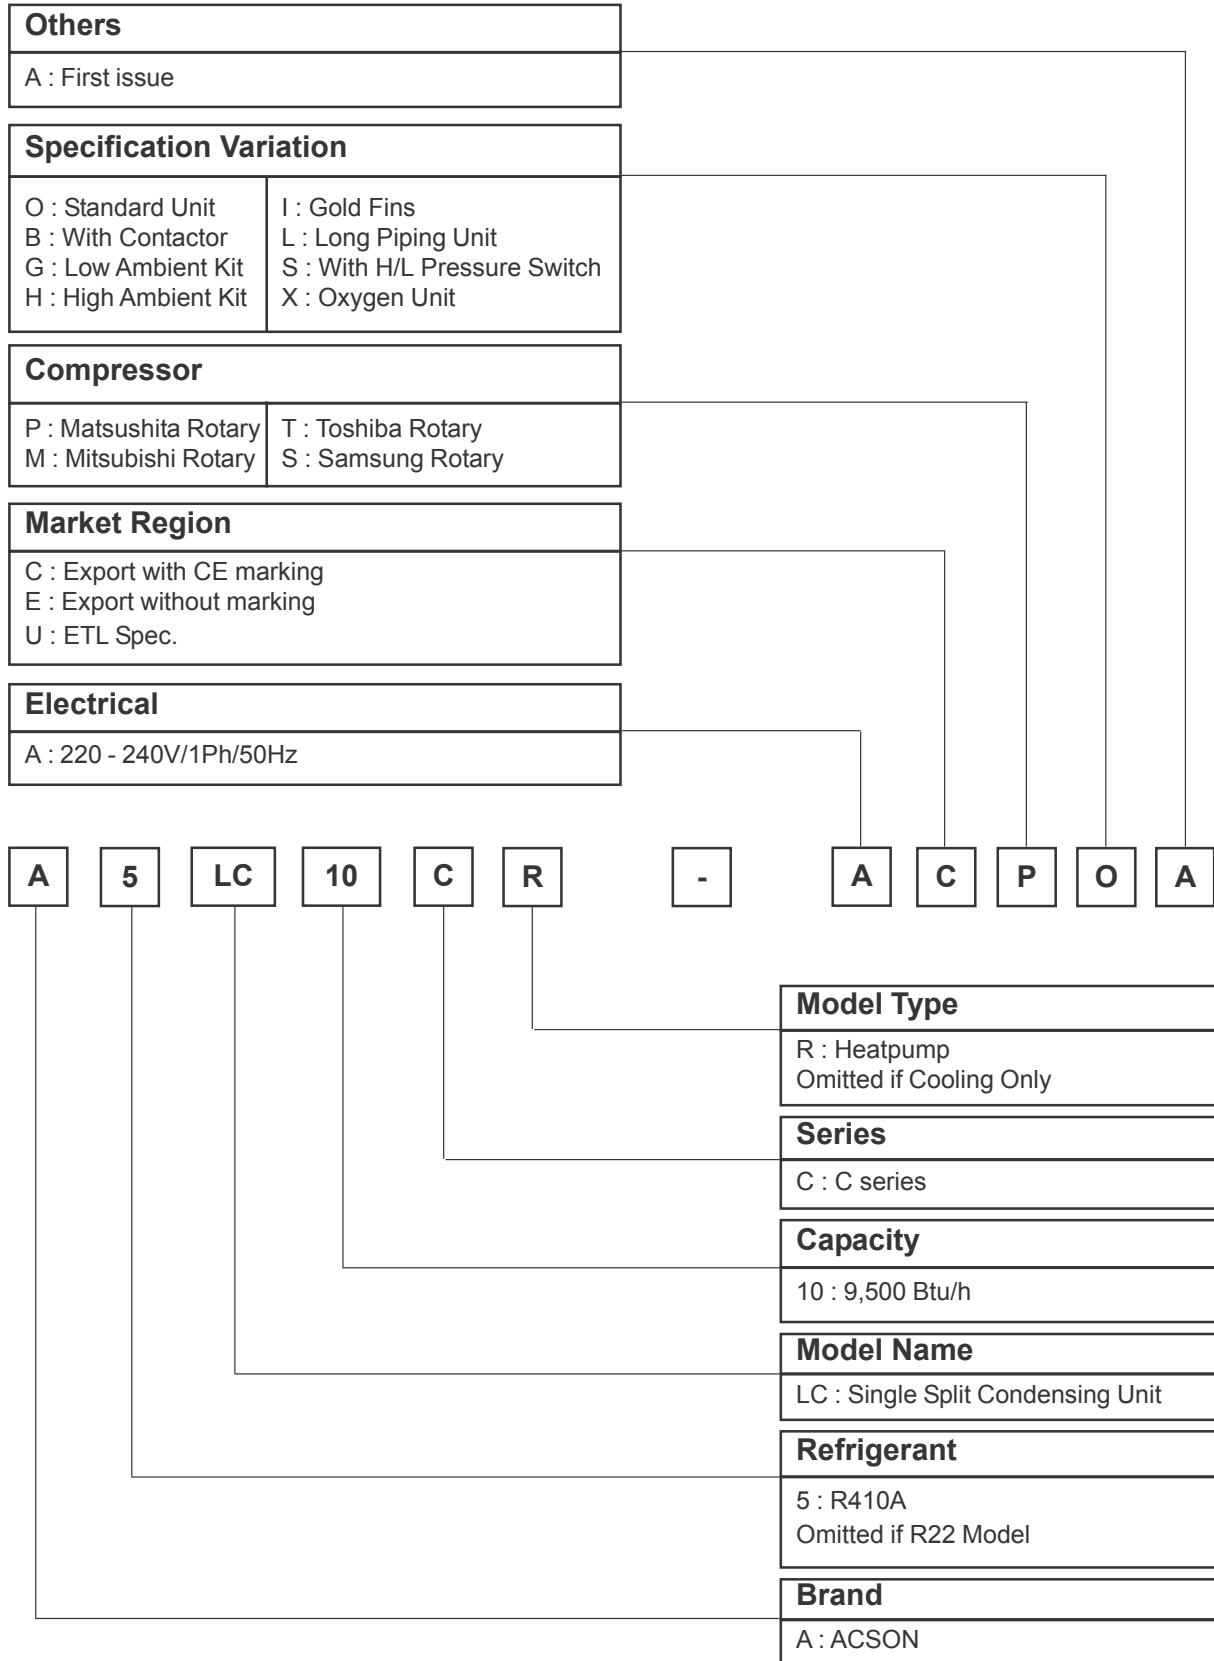 Others
A : First issue
Specification Variation
O : Standard Unit
B : With Contactor
G : Low Ambient Kit
H : High Ambient Kit
I : Gold Fins
L : Long Piping Unit
S : With H/L Pressure Switch
X : Oxygen Unit
Compressor
P : Matsushita Rotary
M : Mitsubishi Rotary
T : Toshiba Rotary
S : Samsung Rotary
Market Region
C : Export with CE marking
E : Export without marking
U : ETL Spec.
Electrical
A : 220 - 240V/1Ph/50Hz
A 5 LC 10 C R - A C P O A
Model Type
R : Heatpump
Omitted if Cooling Only
Series
C : C series
Capacity
10 : 9,500 Btu/h
Model Name
LC : Single Split Condensing Unit
Refrigerant
5 : R410A
Omitted if R22 Model
Brand
A : ACSON